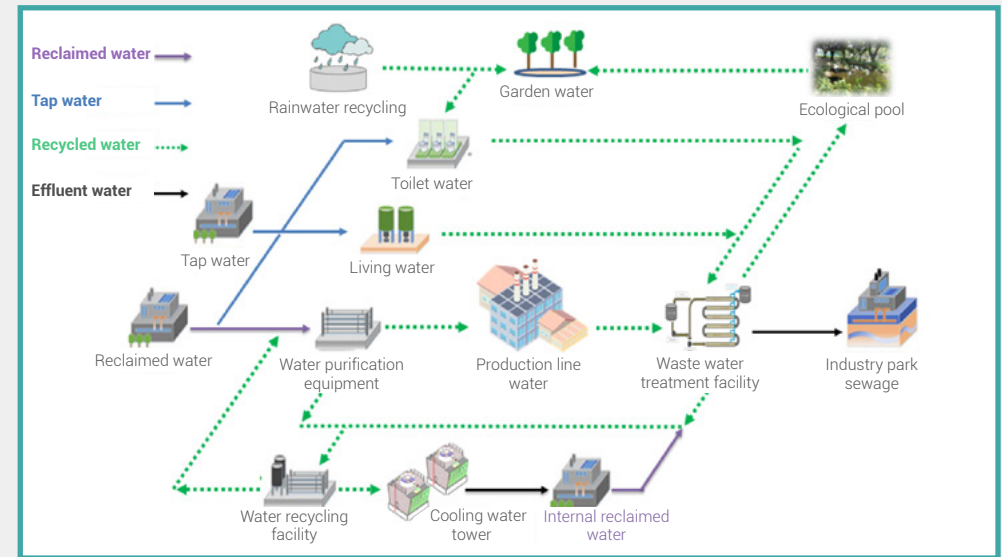 Reclaimed water
Tap water
Recycled water
Effluent water
Rainwater recycling
Garden water
Ecological pool
Toilet water
Tap water
Living water
Reclaimed water
Water purification
equipment
Production line
water
Waste water
treatment facility
Industry park
sewage
Water recycling
facility
Cooling water
tower
Internal reclaimed
water